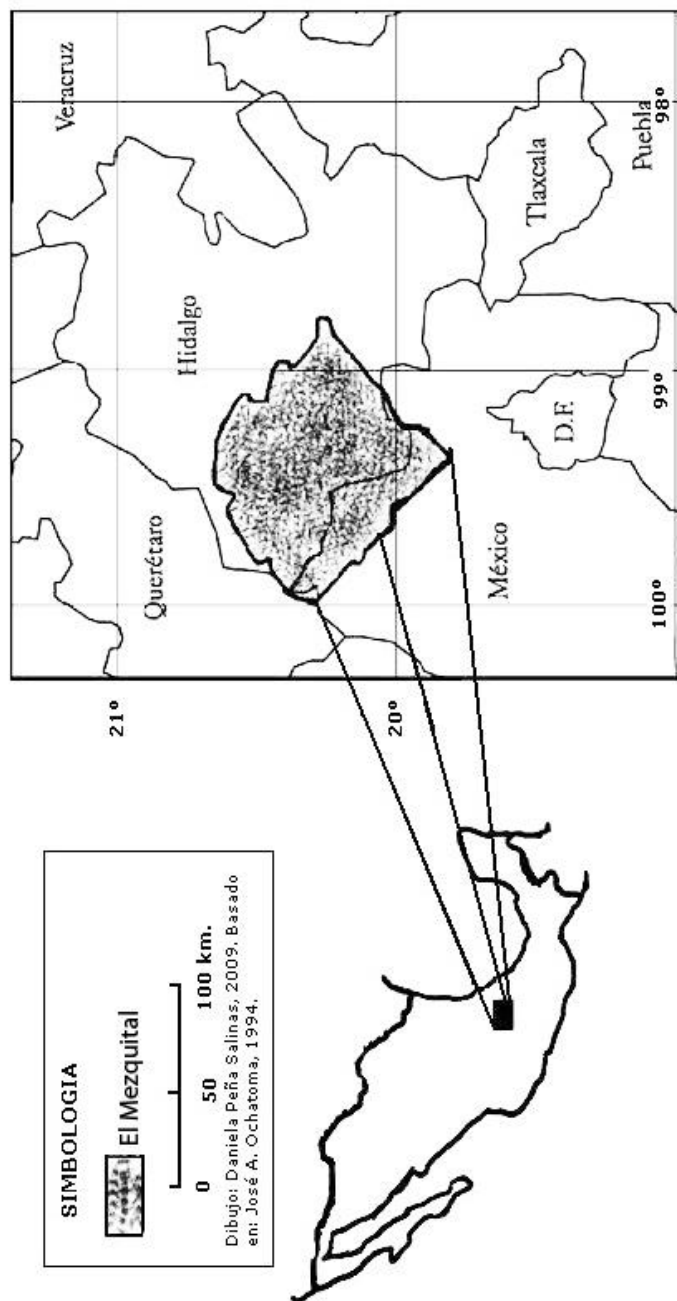 SIMBOLOGIA
El Mezquital
0 50 100 km.
Dibujo: Daniela Peña Salinas, 2009. Basado
en: José A. Ochatoma, 1994.
Querétaro
Hidalgo
Veracruz
21º
20º
México
D.F.
Tlaxcala
Puebla
100º
99º
98º